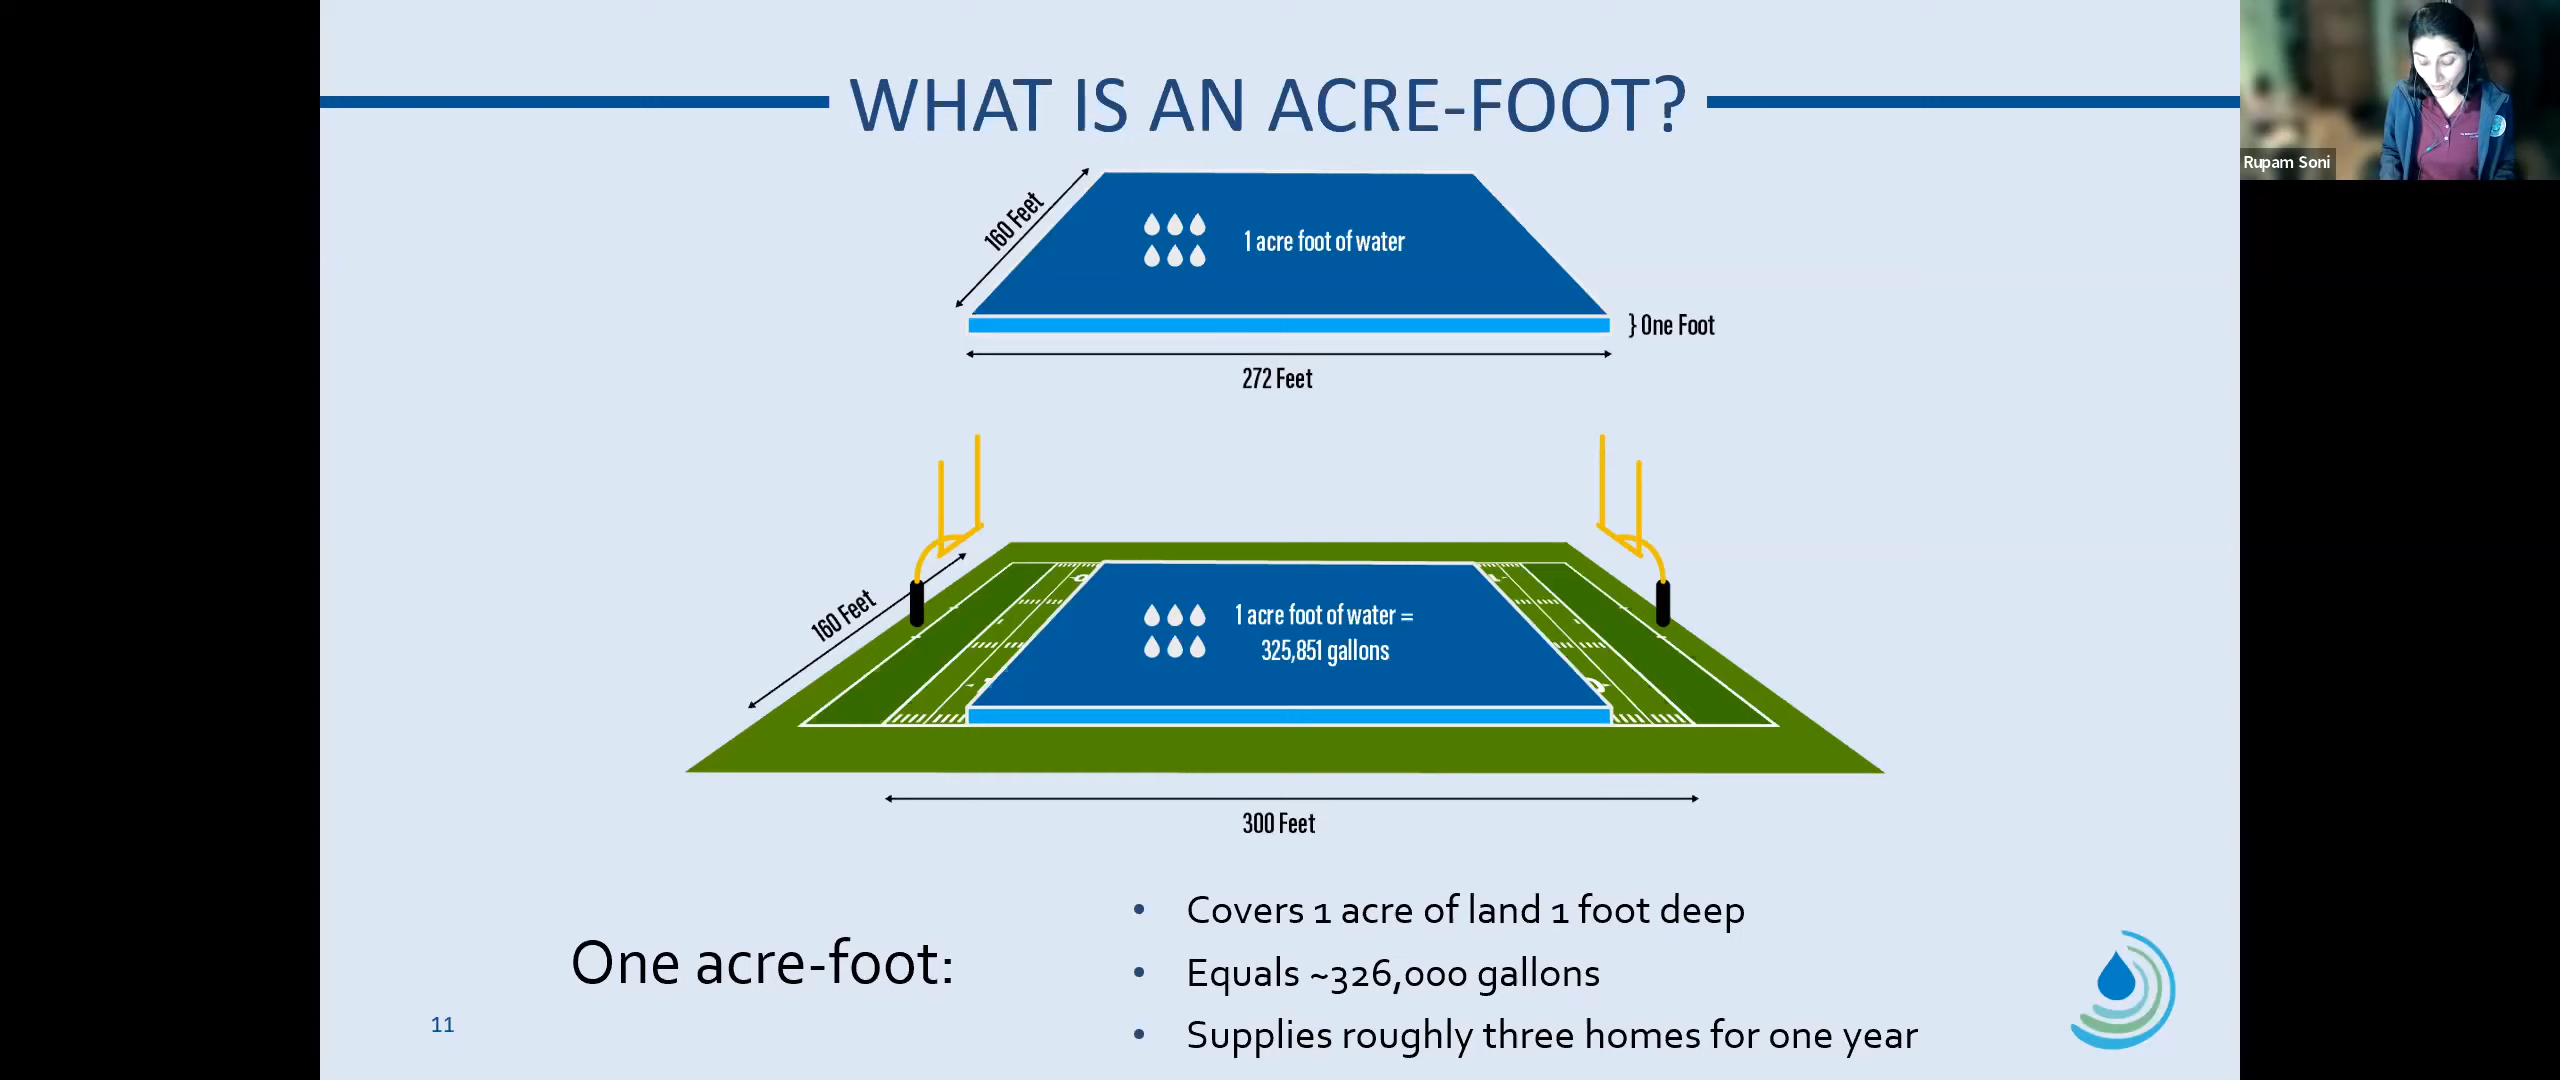 WHAT IS AN ACRE-FOOT?
Rupam Soni
160 Feet
1 acre foot of water
} One Foot
272 Feet
160 Feet
1 acre foot of water =
325,851 gallons
300 Feet
One acre-foot:
• Covers 1 acre of land 1 foot deep
• Equals ~326,000 gallons
• Supplies roughly three homes for one year
11